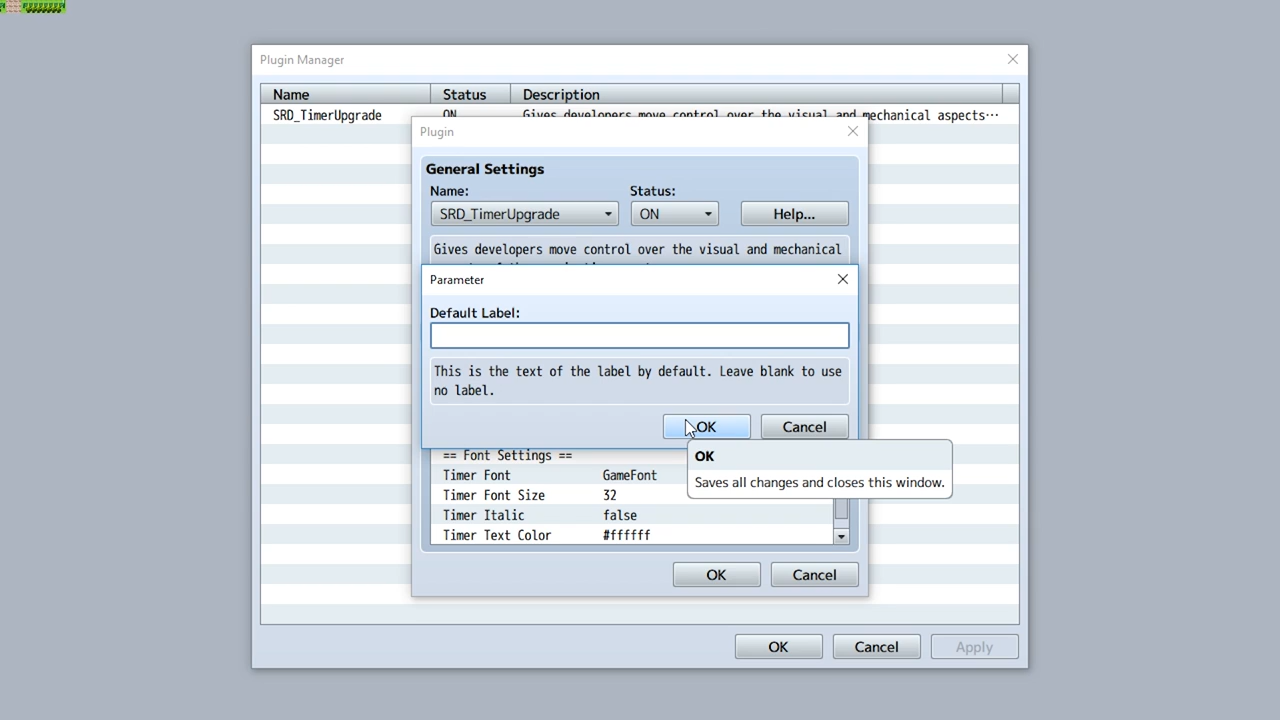 Plugin Manager
Name Status Description
SRD_TimerUpgrade ON Gives developers move control over the visual and mechanical aspects···
Plugin
General Settings
Name: Status:
SRD_TimerUpgrade ON Help...
Gives developers move control over the visual and mechanical
Parameter
Default Label:
This is the text of the label by default. Leave blank to use
no label.
OK Cancel
OK
Saves all changes and closes this window.
== Font Settings ==
Timer Font GameFont
Timer Font Size 32
Timer Italic false
Timer Text Color #ffffff
OK Cancel
OK Cancel Apply